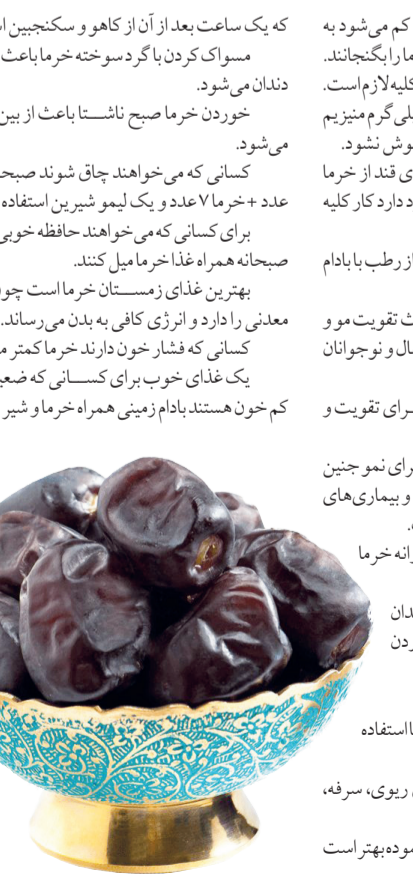 کم می‌شود به
ما را بگنجانند.
کلیه لازم است.
لی گرم منیزیم
وش نشود.
ی قند از خرما
د دارد کار کلیه
از رطب با بادام
ث تقویت مو و
ال و نوجوانان
رای تقویت و
رای نمو جنین
و بیماری‌های
انه خرما
دان
ردن
ا استفاده
ریوی، سرفه،
موده بهتر است
که یک ساعت بعد از آن از کاهو و سکنجبین
مسواک کردن با گرد سوخته خرما باعث
دندان می‌شود.
خوردن خرما صبح ناشتا باعث از بین
می‌شود.
کسانی که می‌خواهند چاق شوند صبحا
عدد + خرما ۷ عدد و یک لیمو شیرین استفاده
برای کسانی که می‌خواهند حافظه خوبی
صبحانه همراه غذا خرما میل کنند.
بهترین غذای زمستان خرما است چو
معدنی را دارد و انرژی کافی به بدن می‌رساند.
کسانی که فشار خون دارند خرما کمتر م
یک غذای خوب برای کسانی که ضعی
کم خون هستند بادام زمینی همراه خرما و شیر